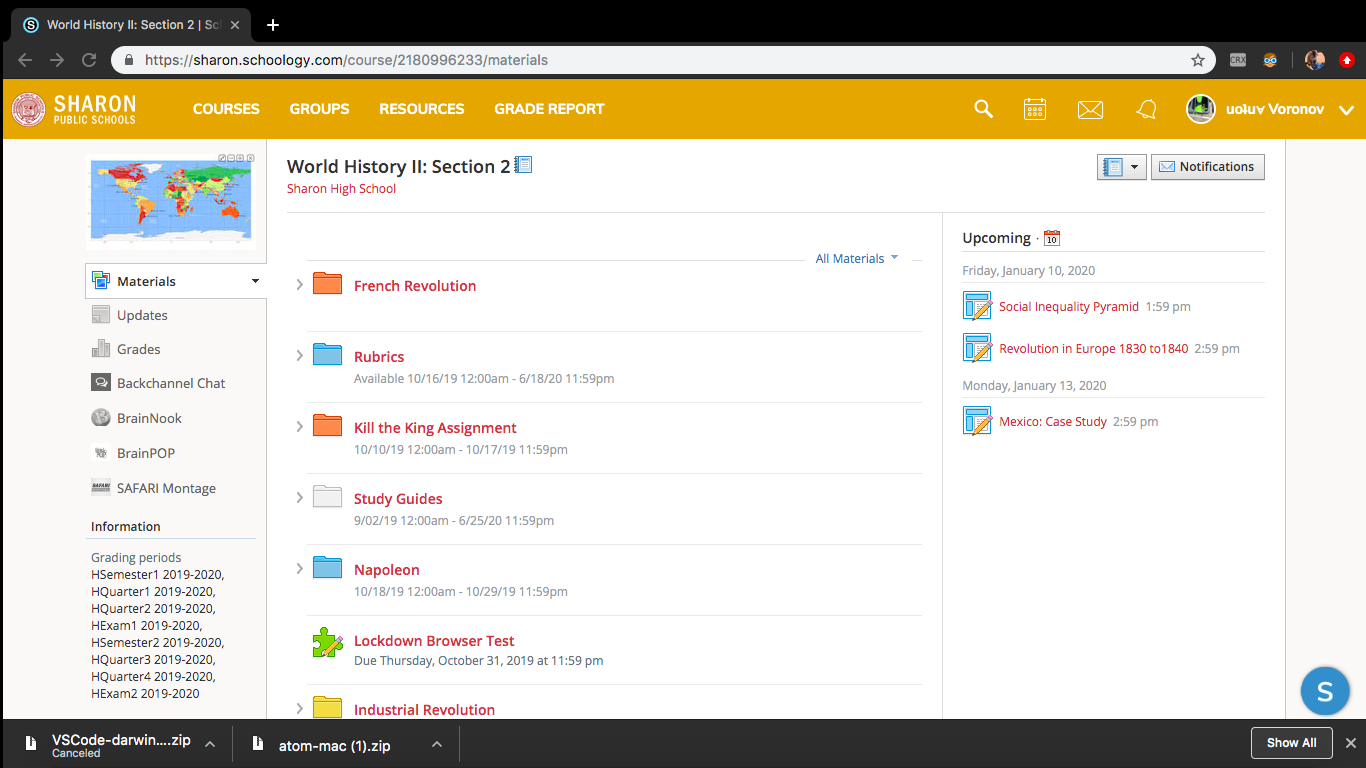 World History II: Section 2 | Sc
https://sharon.schoology.com/course/2180996233/materials
CRX
SHARON
PUBLIC SCHOOLS
COURSES
GROUPS
RESOURCES
GRADE REPORT
Voronov
World History II: Section 2
Sharon High School
Notifications
Materials
Updates
Grades
Backchannel Chat
BrainNook
BrainPOP
SAFARI Montage
Information
Grading periods
HSemester1 2019-2020,
HQuarter1 2019-2020,
HQuarter2 2019-2020,
HExam1 2019-2020,
HSemester2 2019-2020,
HQuarter3 2019-2020,
HQuarter4 2019-2020,
HExam2 2019-2020
All Materials
French Revolution
Rubrics
Available 10/16/19 12:00am - 6/18/20 11:59pm
Kill the King Assignment
10/10/19 12:00am - 10/17/19 11:59pm
Study Guides
9/02/19 12:00am - 6/25/20 11:59pm
Napoleon
10/18/19 12:00am - 10/29/19 11:59pm
Lockdown Browser Test
Due Thursday, October 31, 2019 at 11:59 pm
Industrial Revolution
Upcoming · 10
Friday, January 10, 2020
Social Inequality Pyramid 1:59 pm
Revolution in Europe 1830 to1840 2:59 pm
Monday, January 13, 2020
Mexico: Case Study 2:59 pm
S
VSCode-darwin....zip
Canceled
atom-mac (1).zip
Show All